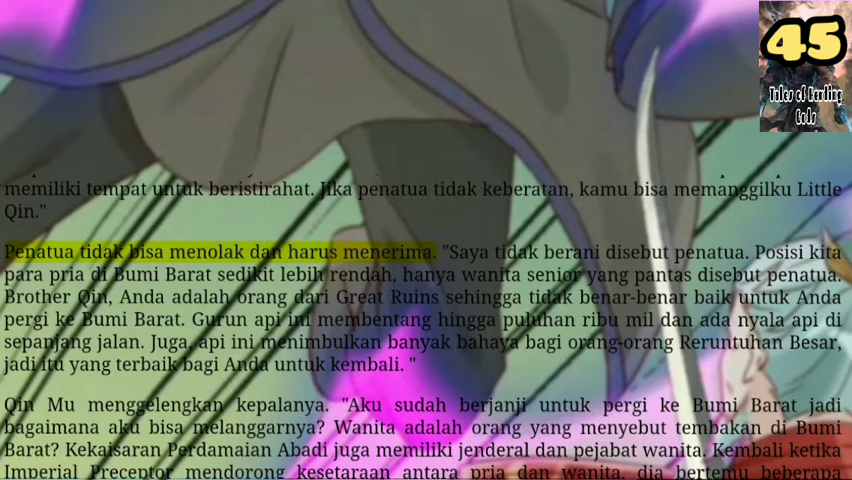 45
Tales of Herding
Gods
memiliki tempat untuk beristirahat. Jika penatua tidak keberatan, kamu bisa memanggilku Little
Qin."
Penatua tidak bisa menolak dan harus menerima. "Saya tidak berani disebut penatua. Posisi kita
para pria di Bumi Barat sedikit lebih rendah, hanya wanita senior yang pantas disebut penatua.
Brother Qin, Anda adalah orang dari Great Ruins sehingga tidak benar-benar baik untuk Anda
pergi ke Bumi Barat. Gurun api ini membentang hingga puluhan ribu mil dan ada nyala api di
sepanjang jalan. Juga, api ini menimbulkan banyak bahaya bagi orang-orang Reruntuhan Besar,
jadi itu yang terbaik bagi Anda untuk kembali. "
Qin Mu menggelengkan kepalanya. "Aku sudah berjanji untuk pergi ke Bumi Barat jadi
bagaimana aku bisa melanggarnya? Wanita adalah orang yang menyebut tembakan di Bumi
Barat? Kekaisaran Perdamaian Abadi juga memiliki jenderal dan pejabat wanita. Kembali ketika
Imperial Preceptor mendorong kesetaraan antara pria dan wanita, dia bertemu beberapa